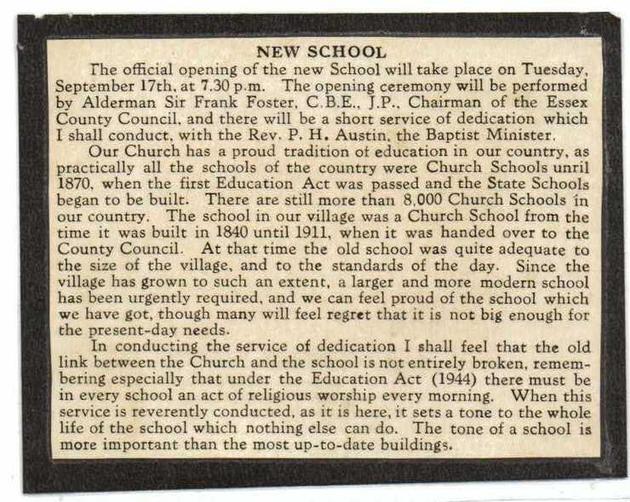 NEW SCHOOL
The official opening of the new School will take place on Tuesday,
September 17th, at 7.30 p.m. The opening ceremony will be performed
by Alderman Sir Frank Foster, C.B.E., J.P., Chairman of the Essex
County Council, and there will be a short service of dedication which
I shall conduct, with the Rev. P. H. Austin, the Baptist Minister.
Our Church has a proud tradition of education in our country, as
practically all the schools of the country were Church Schools until
1870, when the first Education Act was passed and the State Schools
began to be built. There are still more than 8,000 Church Schools in
our country. The school in our village was a Church School from the
time it was built in 1840 until 1911, when it was handed over to the
County Council. At that time the old school was quite adequate to
the size of the village, and to the standards of the day. Since the
village has grown to such an extent, a larger and more modern school
has been urgently required, and we can feel proud of the school which
we have got, though many will feel regret that it is not big enough for
the present-day needs.
In conducting the service of dedication I shall feel that the old
link between the Church and the school is not entirely broken, remem-
bering especially that under the Education Act (1944) there must be
in every school an act of religious worship every morning. When this
service is reverently conducted, as it is here, it sets a tone to the whole
life of the school which nothing else can do. The tone of a school is
more important than the most up-to-date buildings.